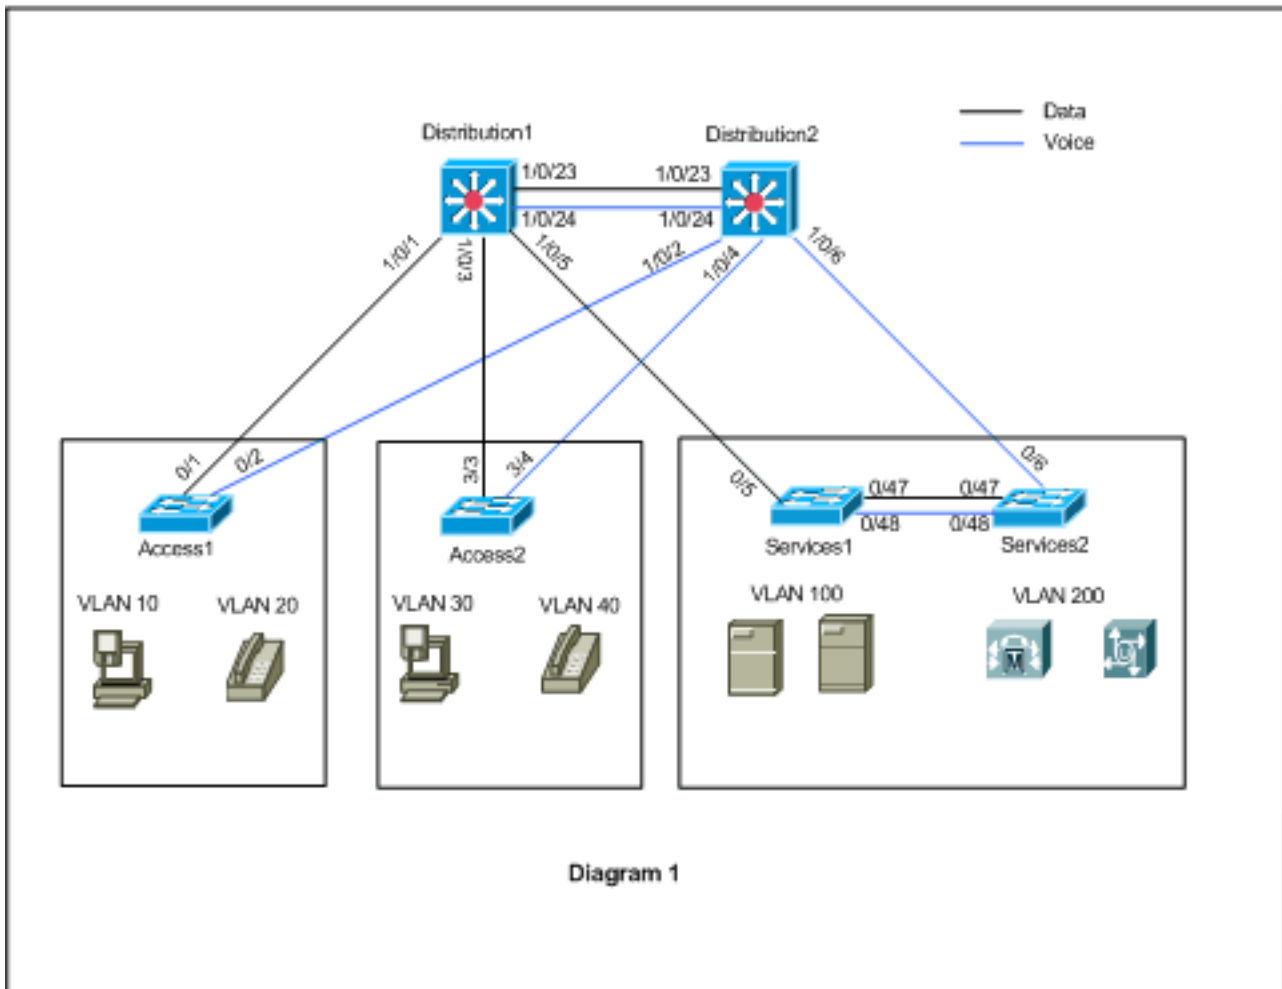 Data
Voice
Distribution1
Distribution2
1/0/23
1/0/23
1/0/24
1/0/24
1/0/1
1/0/3
1/0/5
1/0/2
1/0/4
1/0/6
0/1
0/2
3/3
3/4
0/5
0/6
0/47
0/47
0/48
0/48
Access1
Access2
Services1
Services2
VLAN 10
VLAN 20
VLAN 30
VLAN 40
VLAN 100
VLAN 200
M
U
Diagram 1